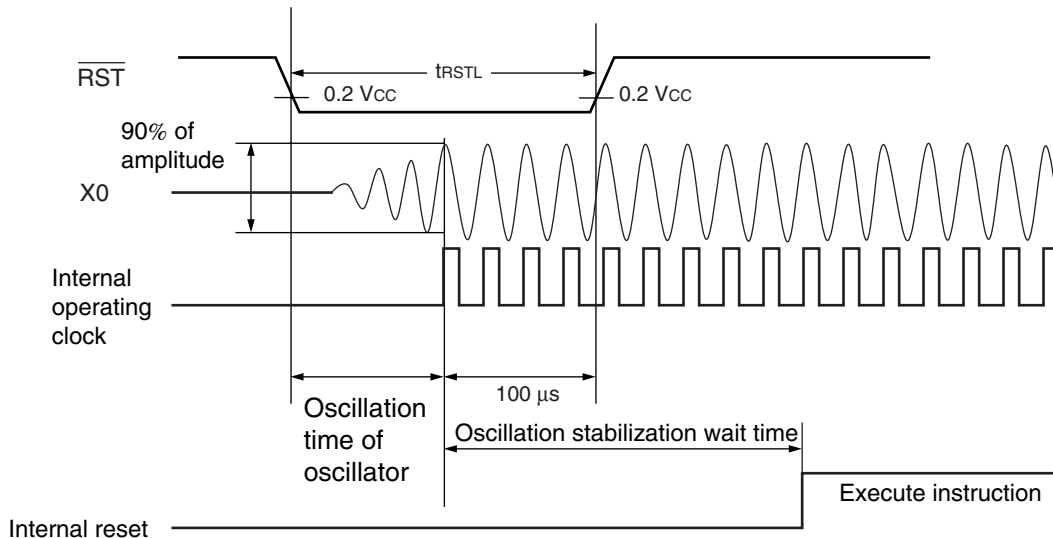 RST
tRSTL
0.2 VCC
0.2 VCC
90% of
amplitude
X0
Internal
operating
clock
100 μs
Oscillation
time of
oscillator
Oscillation stabilization wait time
Execute instruction
Internal reset